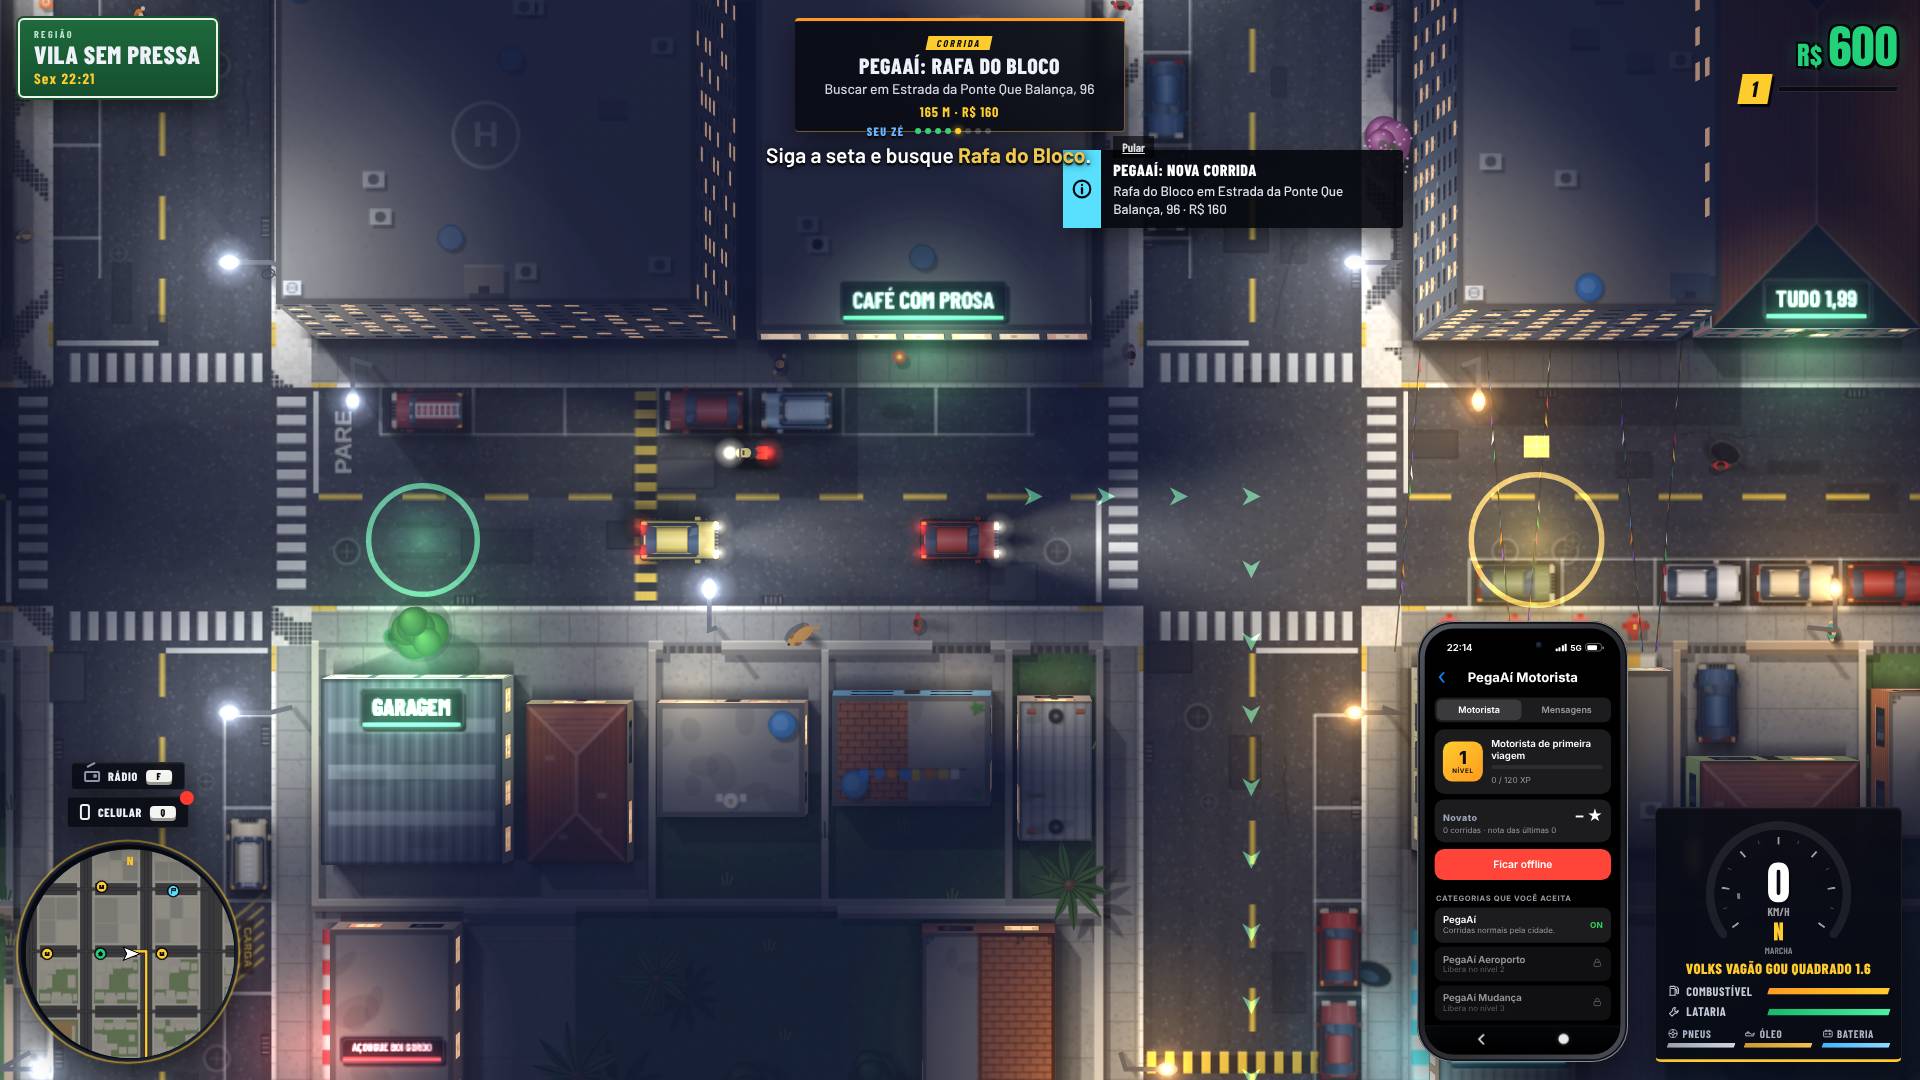 REGIÃO
VILA SEM PRESSA
Sex 22:21
CORRIDA
PEGAAÍ: RAFA DO BLOCO
Buscar em Estrada da Ponte Que Balança, 96
165 M · R$ 160
SEU ZÉ
Siga a seta e busque Rafa do Bloco.
Pular
PEGAAÍ: NOVA CORRIDA
Rafa do Bloco em Estrada da Ponte Que
Balança, 96 · R$ 160
R$ 600
1
H
CAFÉ COM PROSA
TUDO 1,99
PARE
GARAGEM
RÁDIO F
CELULAR Q
N
CARGA
AÇOUGUE BOI GORDO
22:14
5G
PegaAí Motorista
Motorista
Mensagens
1
NÍVEL
Motorista de primeira
viagem
0 / 120 XP
Novato
– ★
0 corridas · nota das últimas 0
Ficar offline
CATEGORIAS QUE VOCÊ ACEITA
PegaAí
Corridas normais pela cidade.
ON
PegaAí Aeroporto
Libera no nível 2
PegaAí Mudança
Libera no nível 3
0
KM/H
N
MARCHA
VOLKS VAGÃO GOU QUADRADO 1.6
COMBUSTÍVEL
LATARIA
PNEUS
ÓLEO
BATERIA